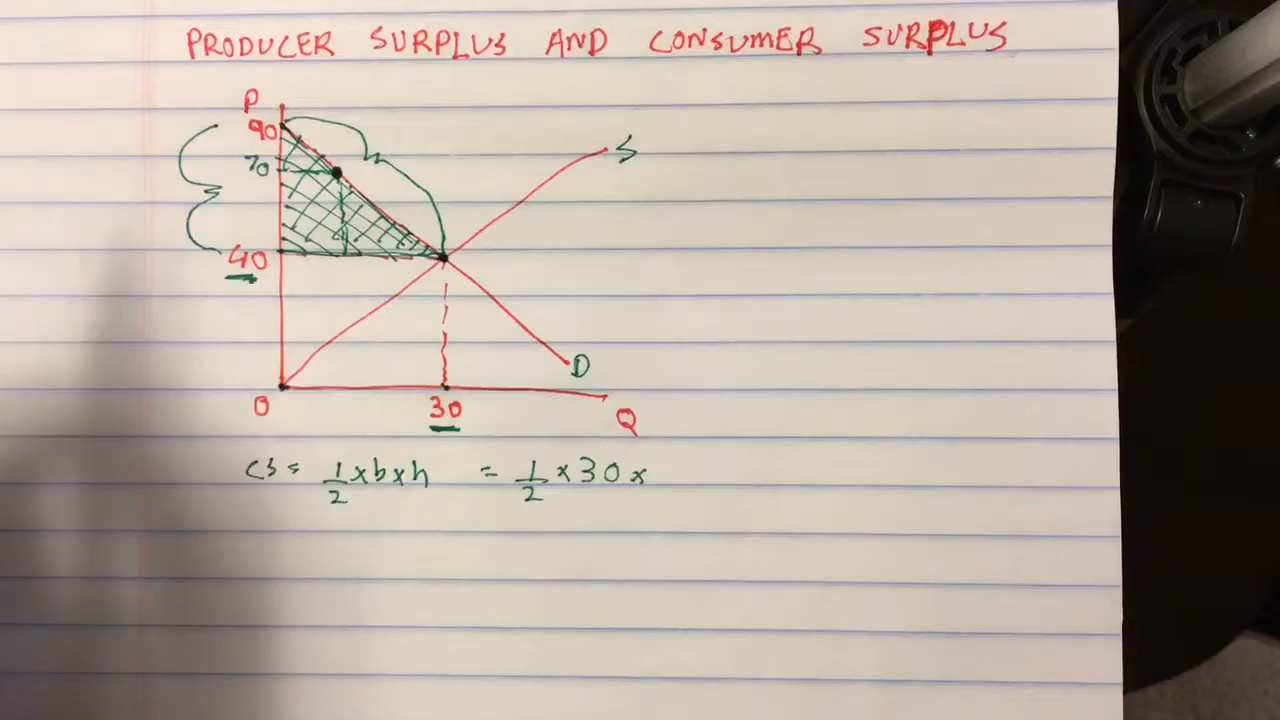 PRODUCER SURPLUS AND CONSUMER SURPLUS
P
90
S
70
40
D
0
30
Q
CS = 1/2 x b x h = 1/2 x 30 x